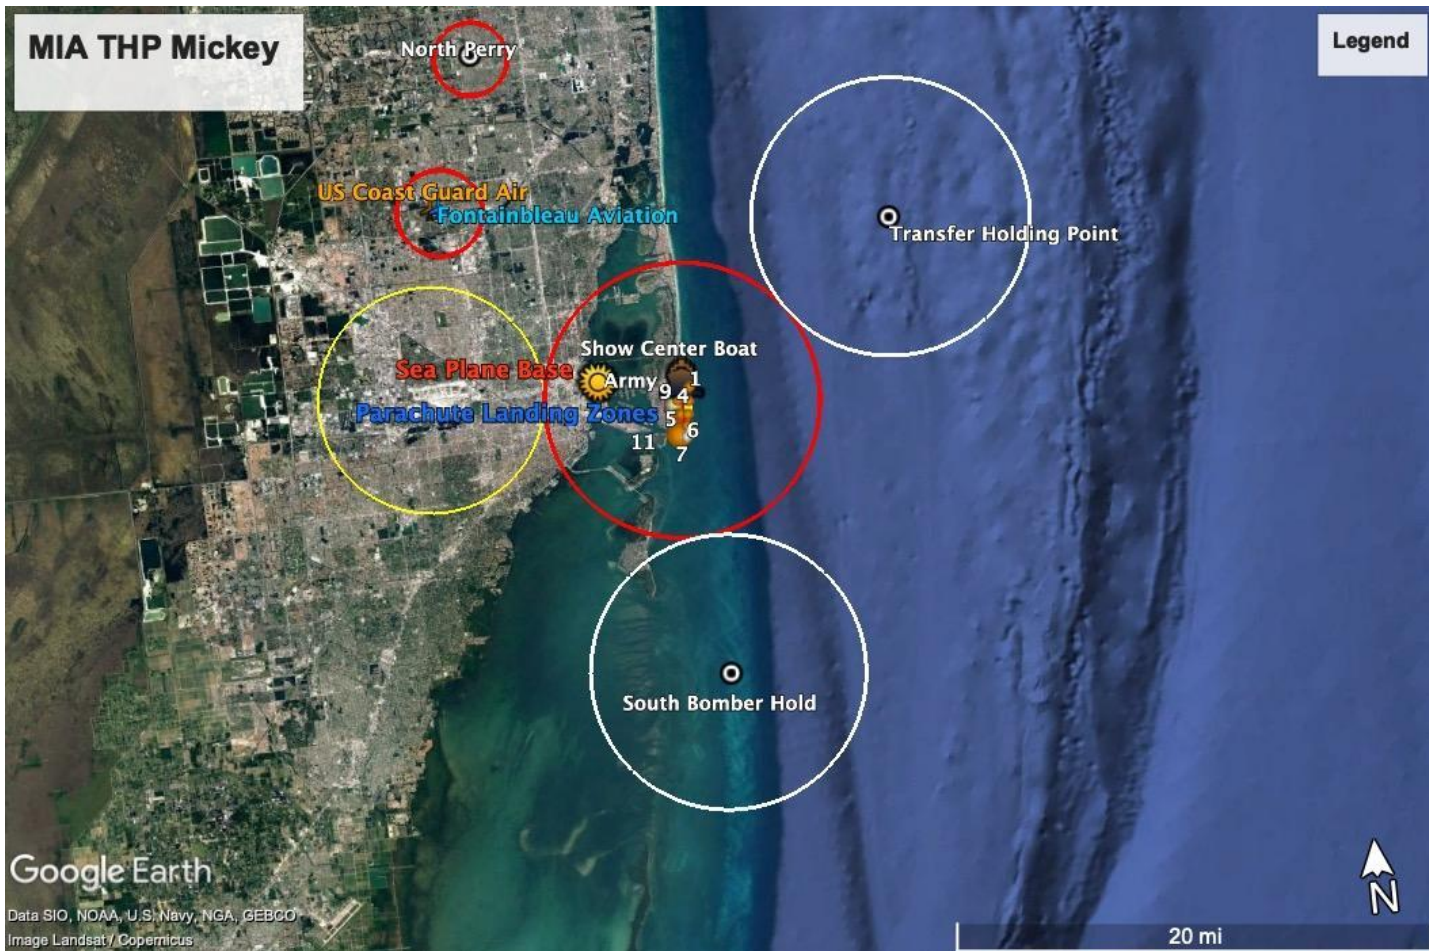 MIA THP Mickey
Legend
North Perry
US Coast Guard Air
Fontainbleau Aviation
Transfer Holding Point
Show Center Boat
Sea Plane Base
Army
1
9
4
Parachute Landing Zones
5
6
11
7
South Bomber Hold
Google Earth
N
Data SIO, NOAA, U.S. Navy, NGA, GEBCO
Image Landsat / Copernicus
20 mi